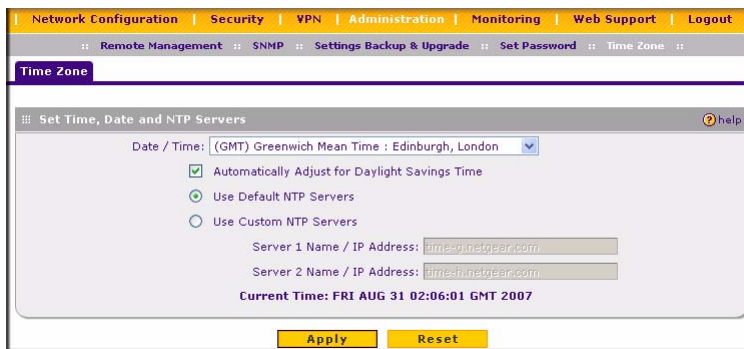 Network Configuration | Security | VPN | Administration | Monitoring | Web Support | Logout
:: Remote Management :: SNMP :: Settings Backup & Upgrade :: Set Password :: Time Zone ::
Time Zone
Set Time, Date and NTP Servers
help
Date / Time: (GMT) Greenwich Mean Time : Edinburgh, London
Automatically Adjust for Daylight Savings Time
Use Default NTP Servers
Use Custom NTP Servers
Server 1 Name / IP Address: time-g.netgear.com
Server 2 Name / IP Address: time-h.netgear.com
Current Time: FRI AUG 31 02:06:01 GMT 2007
Apply Reset